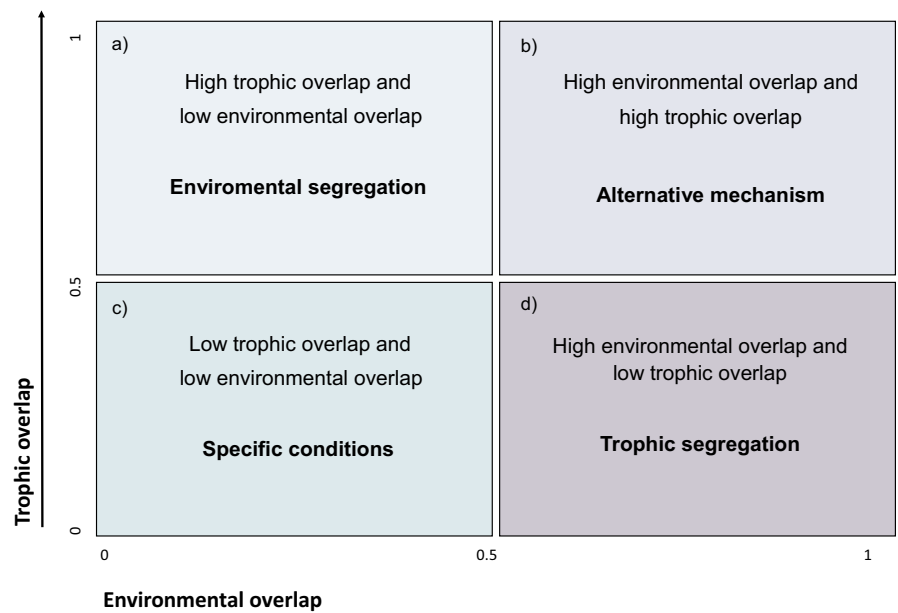 1
a)
High trophic overlap and
low environmental overlap
Enviromental segregation
b)
High environmental overlap and
high trophic overlap
Alternative mechanism
0.5
c)
Low trophic overlap and
low environmental overlap
Specific conditions
d)
High environmental overlap and
low trophic overlap
Trophic segregation
Trophic overlap
0
0
0.5
1
Environmental overlap